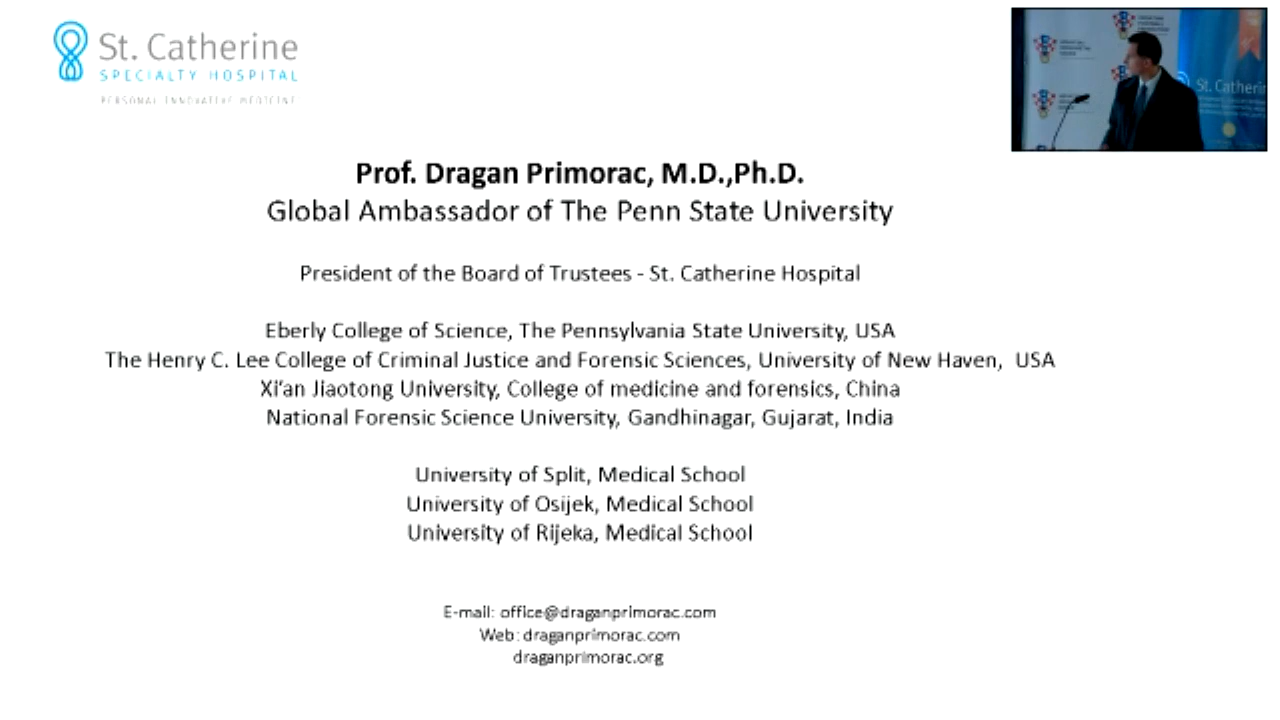 St. Catherine
SPECIALTY HOSPITAL
PERSONAL INNOVATIVE MEDICINE
St. Catherin
Prof. Dragan Primorac, M.D.,Ph.D.
Global Ambassador of The Penn State University
President of the Board of Trustees - St. Catherine Hospital
Eberly College of Science, The Pennsylvania State University, USA
The Henry C. Lee College of Criminal Justice and Forensic Sciences, University of New Haven, USA
Xi'an Jiaotong University, College of medicine and forensics, China
National Forensic Science University, Gandhinagar, Gujarat, India
University of Split, Medical School
University of Osijek, Medical School
University of Rijeka, Medical School
E-mail: office@draganprimorac.com
Web: draganprimorac.com
draganprimorac.org